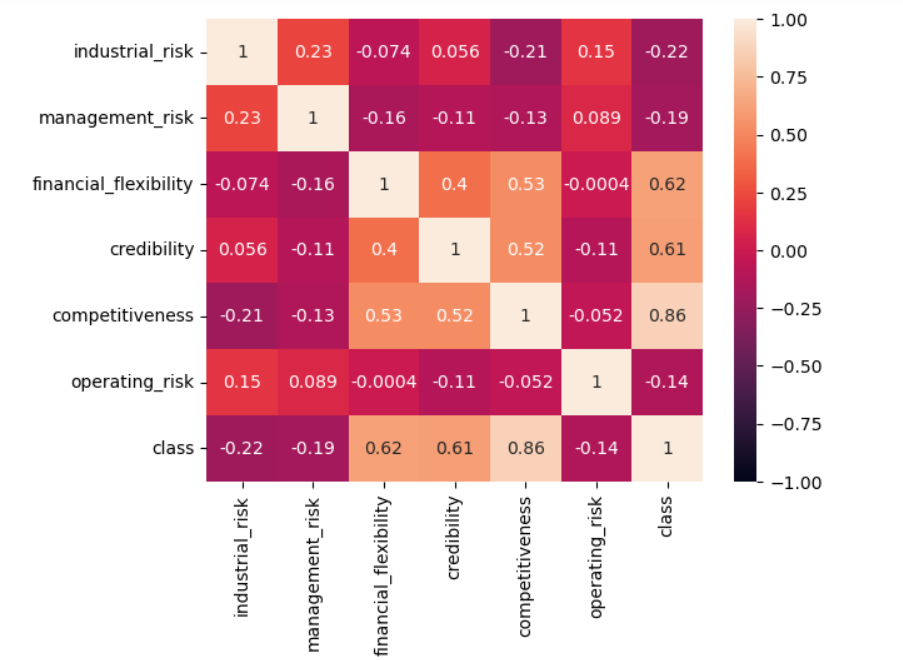 industrial_risk 1 0.23 -0.074 0.056 -0.21 0.15 -0.22
management_risk 0.23 1 -0.16 -0.11 -0.13 0.089 -0.19
financial_flexibility -0.074 -0.16 1 0.4 0.53 -0.0004 0.62
credibility 0.056 -0.11 0.4 1 0.52 -0.11 0.61
competitiveness -0.21 -0.13 0.53 0.52 1 -0.052 0.86
operating_risk 0.15 0.089 -0.0004 -0.11 -0.052 1 -0.14
class -0.22 -0.19 0.62 0.61 0.86 -0.14 1
industrial_risk
management_risk
financial_flexibility
credibility
competitiveness
operating_risk
class
1.00
0.75
0.50
0.25
0.00
−0.25
−0.50
−0.75
−1.00